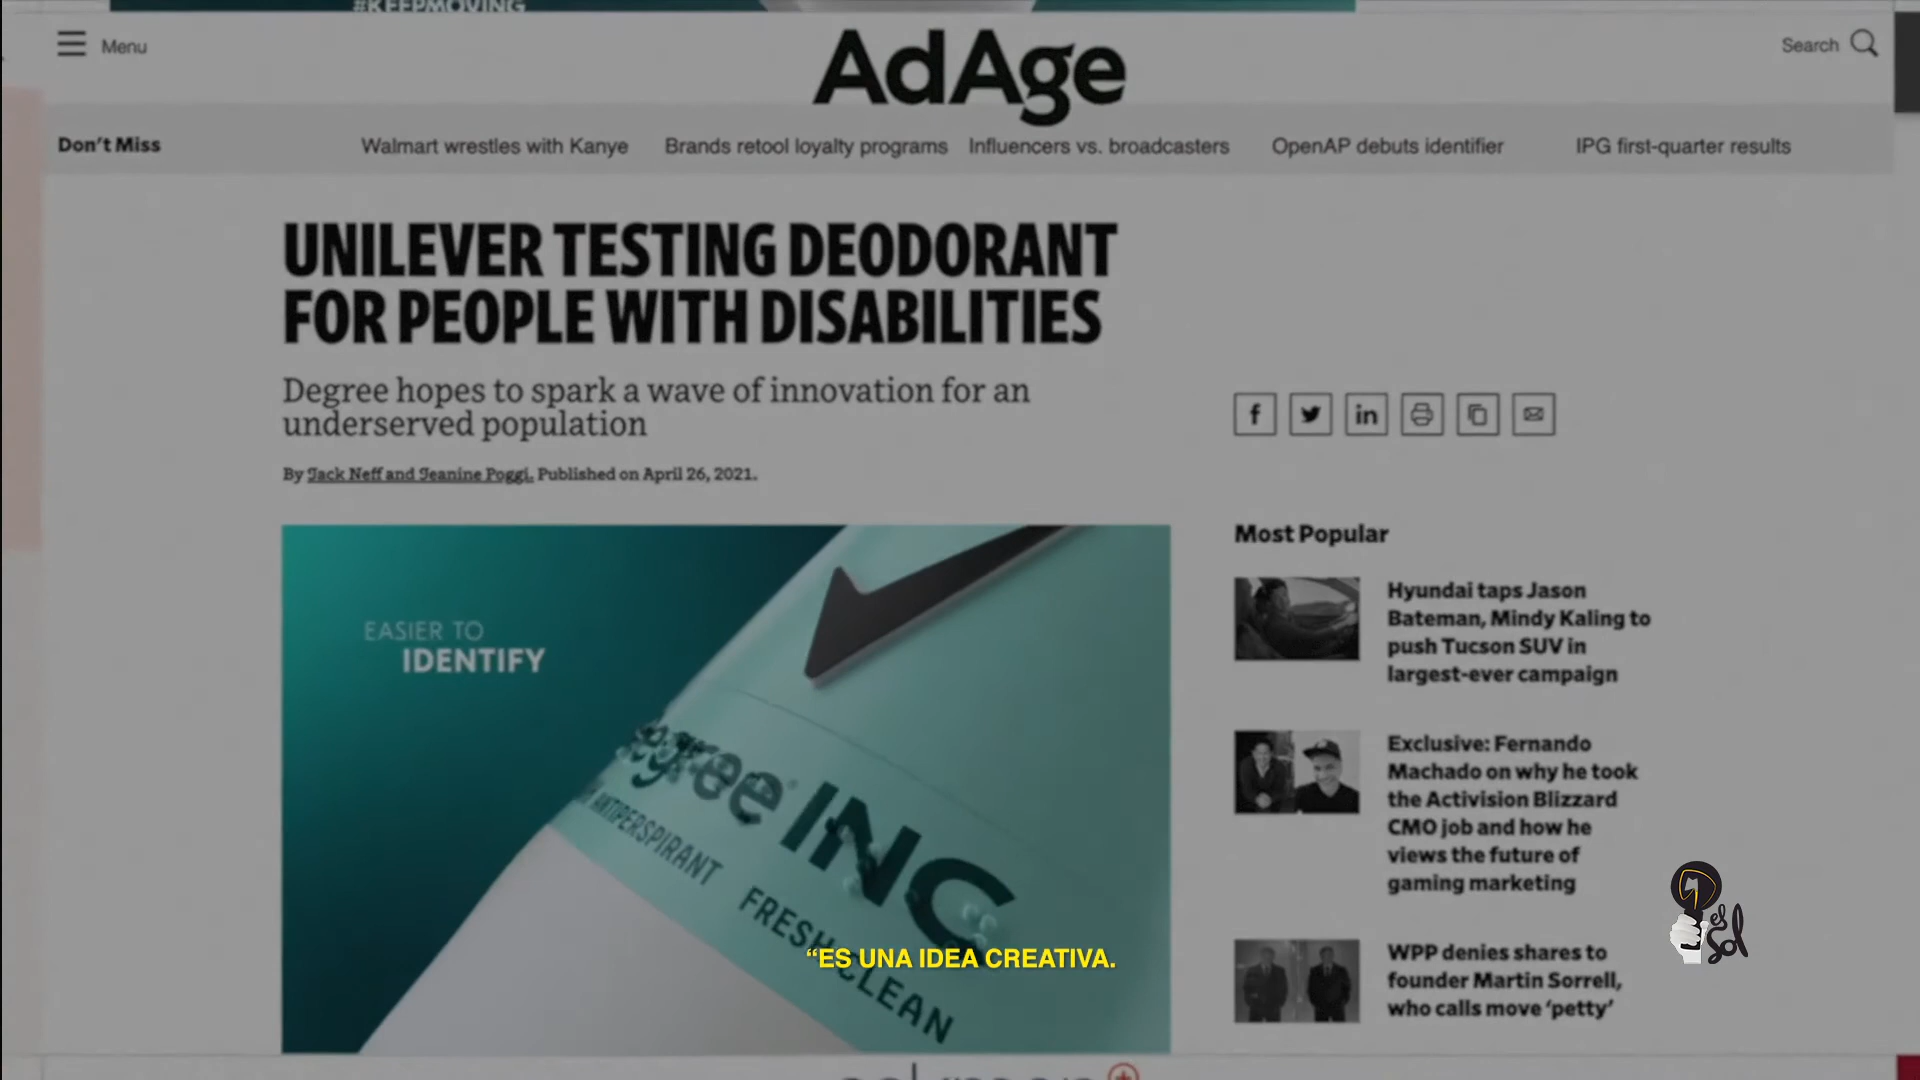 #KEEPMOVING
Menu
AdAge
Search
Don't Miss
Walmart wrestles with Kanye
Brands retool loyalty programs
Influencers vs. broadcasters
OpenAP debuts identifier
IPG first-quarter results
UNILEVER TESTING DEODORANT
FOR PEOPLE WITH DISABILITIES
Degree hopes to spark a wave of innovation for an
underserved population
By Jack Neff and Jeanine Poggi. Published on April 26, 2021.
f
in
EASIER TO
IDENTIFY
egree® INC
ANTIPERSPIRANT
FRESH CLEAN
Most Popular
Hyundai taps Jason
Bateman, Mindy Kaling to
push Tucson SUV in
largest-ever campaign
Exclusive: Fernando
Machado on why he took
the Activision Blizzard
CMO job and how he
views the future of
gaming marketing
WPP denies shares to
founder Martin Sorrell,
who calls move ‘petty’
“ES UNA IDEA CREATIVA.
el Sol